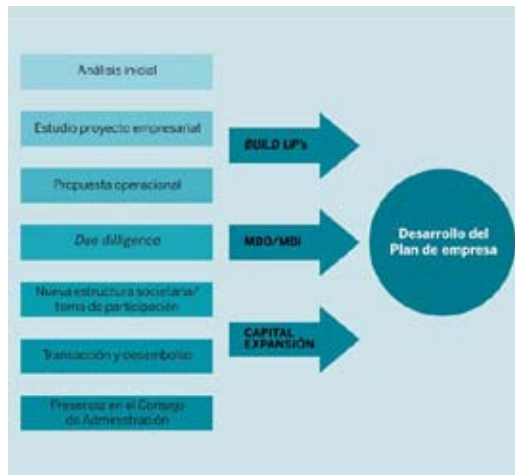 Análisis inicial
Estudio proyecto empresarial
Propuesta operacional
Due diligence
Nueva estructura societaria/
toma de participación
Transacción y desembolso
Presencia en el Consejo
de Administración
BUILD UP's
MBO/MBI
CAPITAL
EXPANSIÓN
Desarrollo del
Plan de empresa